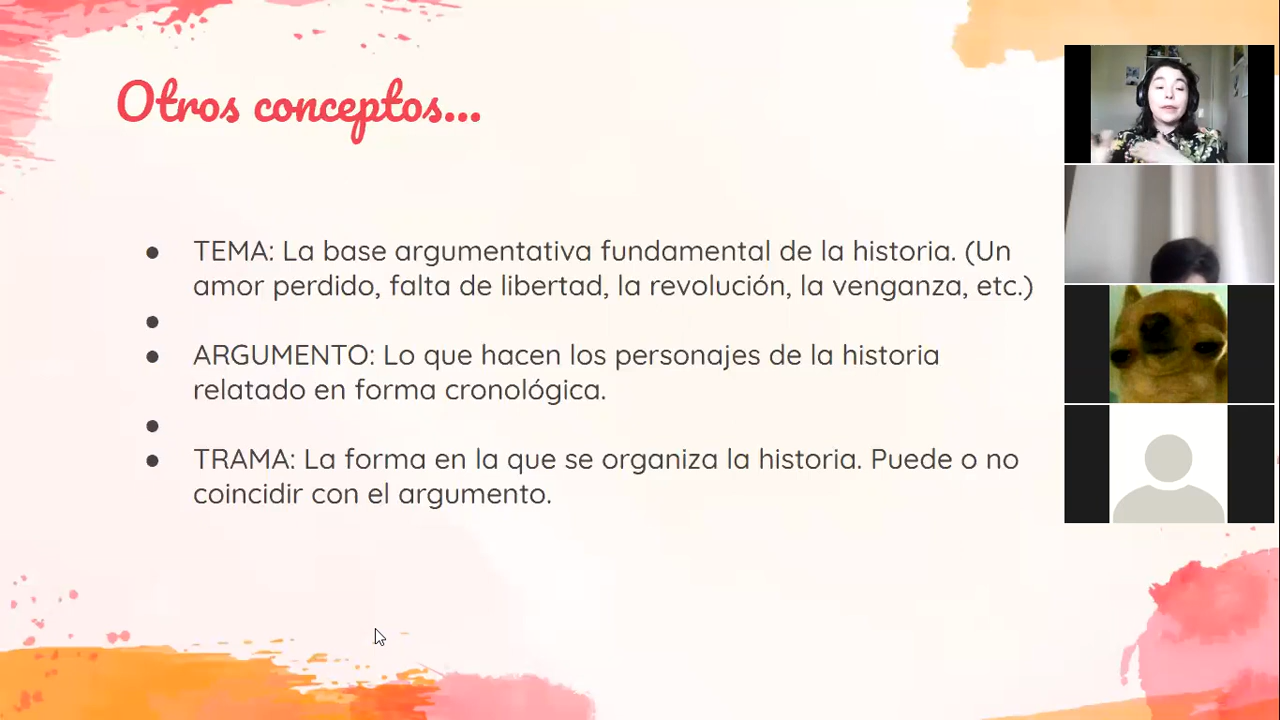 Otros conceptos...
● TEMA: La base argumentativa fundamental de la historia. (Un
amor perdido, falta de libertad, la revolución, la venganza, etc.)
●
● ARGUMENTO: Lo que hacen los personajes de la historia
relatado en forma cronológica.
●
● TRAMA: La forma en la que se organiza la historia. Puede o no
coincidir con el argumento.